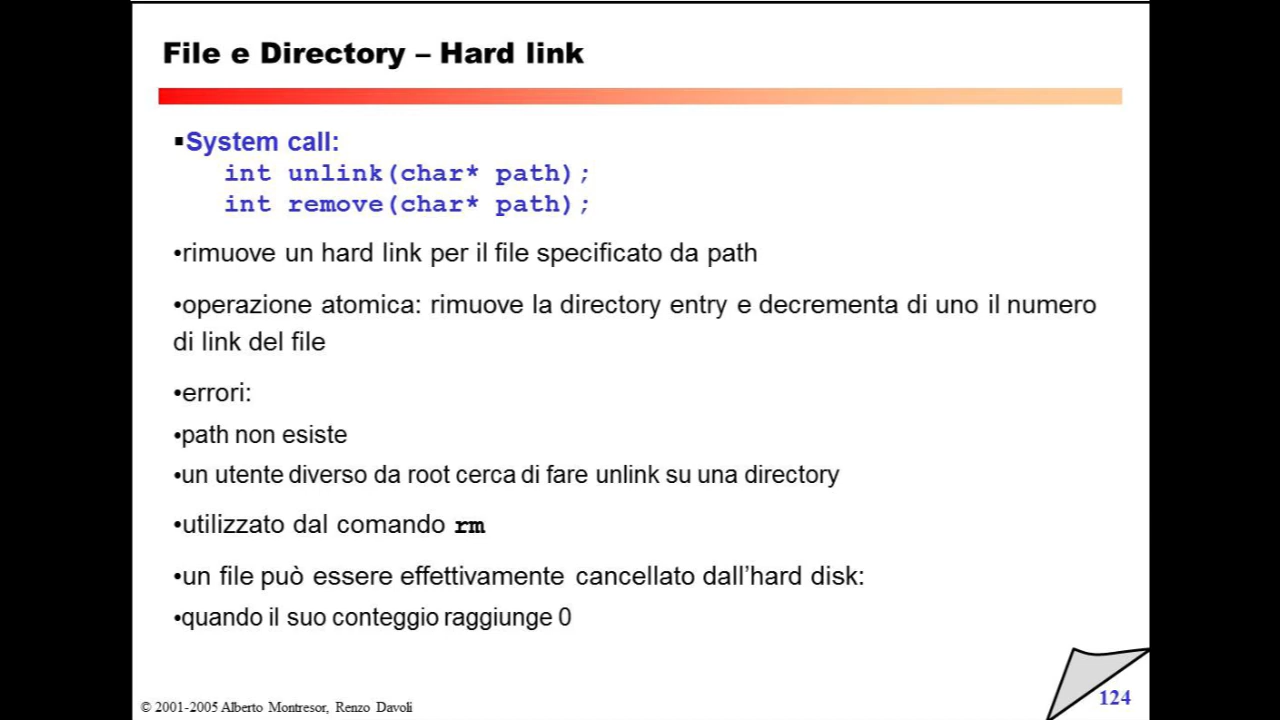 File e Directory – Hard link
▪System call:
int unlink(char* path);
int remove(char* path);
•rimuove un hard link per il file specificato da path
•operazione atomica: rimuove la directory entry e decrementa di uno il numero
di link del file
•errori:
•path non esiste
•un utente diverso da root cerca di fare unlink su una directory
•utilizzato dal comando rm
•un file può essere effettivamente cancellato dall’hard disk:
•quando il suo conteggio raggiunge 0
© 2001-2005 Alberto Montresor, Renzo Davoli
124